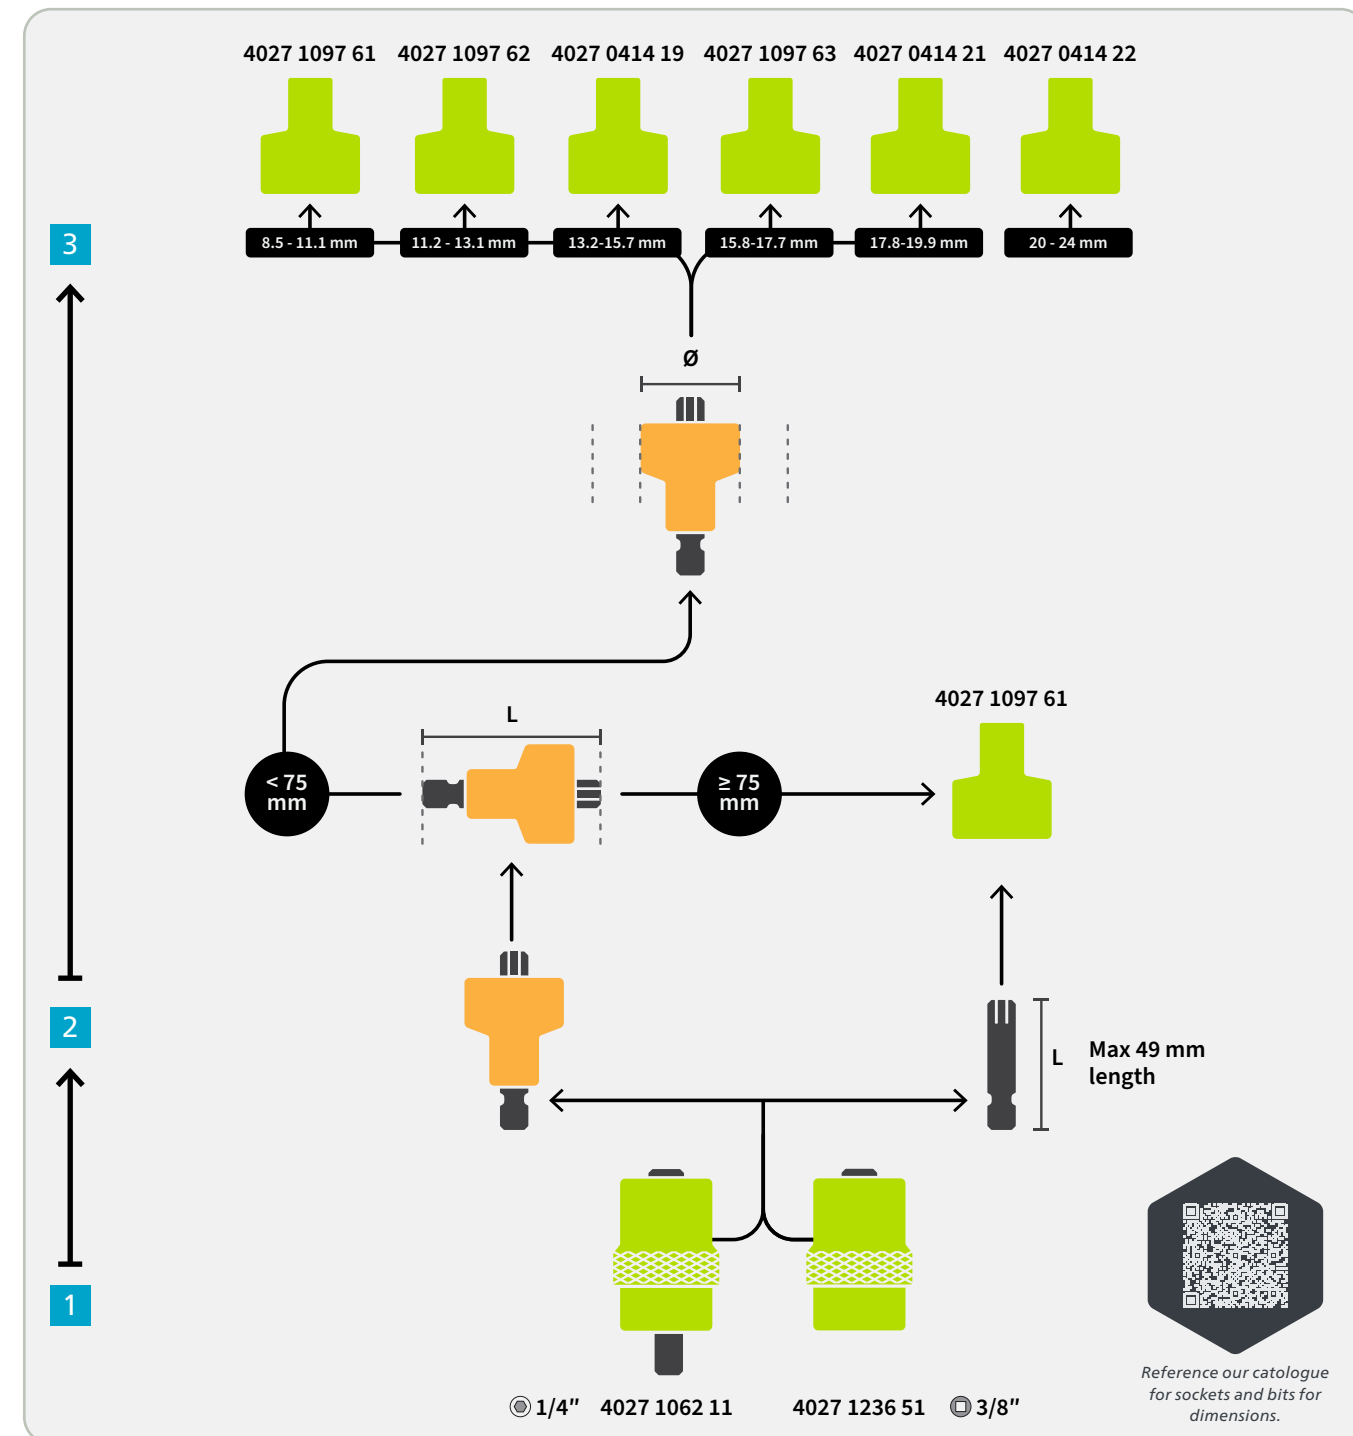 4027 1097 61 4027 1097 62 4027 0414 19 4027 1097 63 4027 0414 21 4027 0414 22
3
8.5 - 11.1 mm 11.2 - 13.1 mm 13.2-15.7 mm 15.8-17.7 mm 17.8-19.9 mm 20 - 24 mm
Ø
4027 1097 61
L
< 75
mm
≥ 75
mm
2
L
Max 49 mm
length
1
1/4" 4027 1062 11 4027 1236 51 3/8"
Reference our catologue
for sockets and bits for
dimensions.